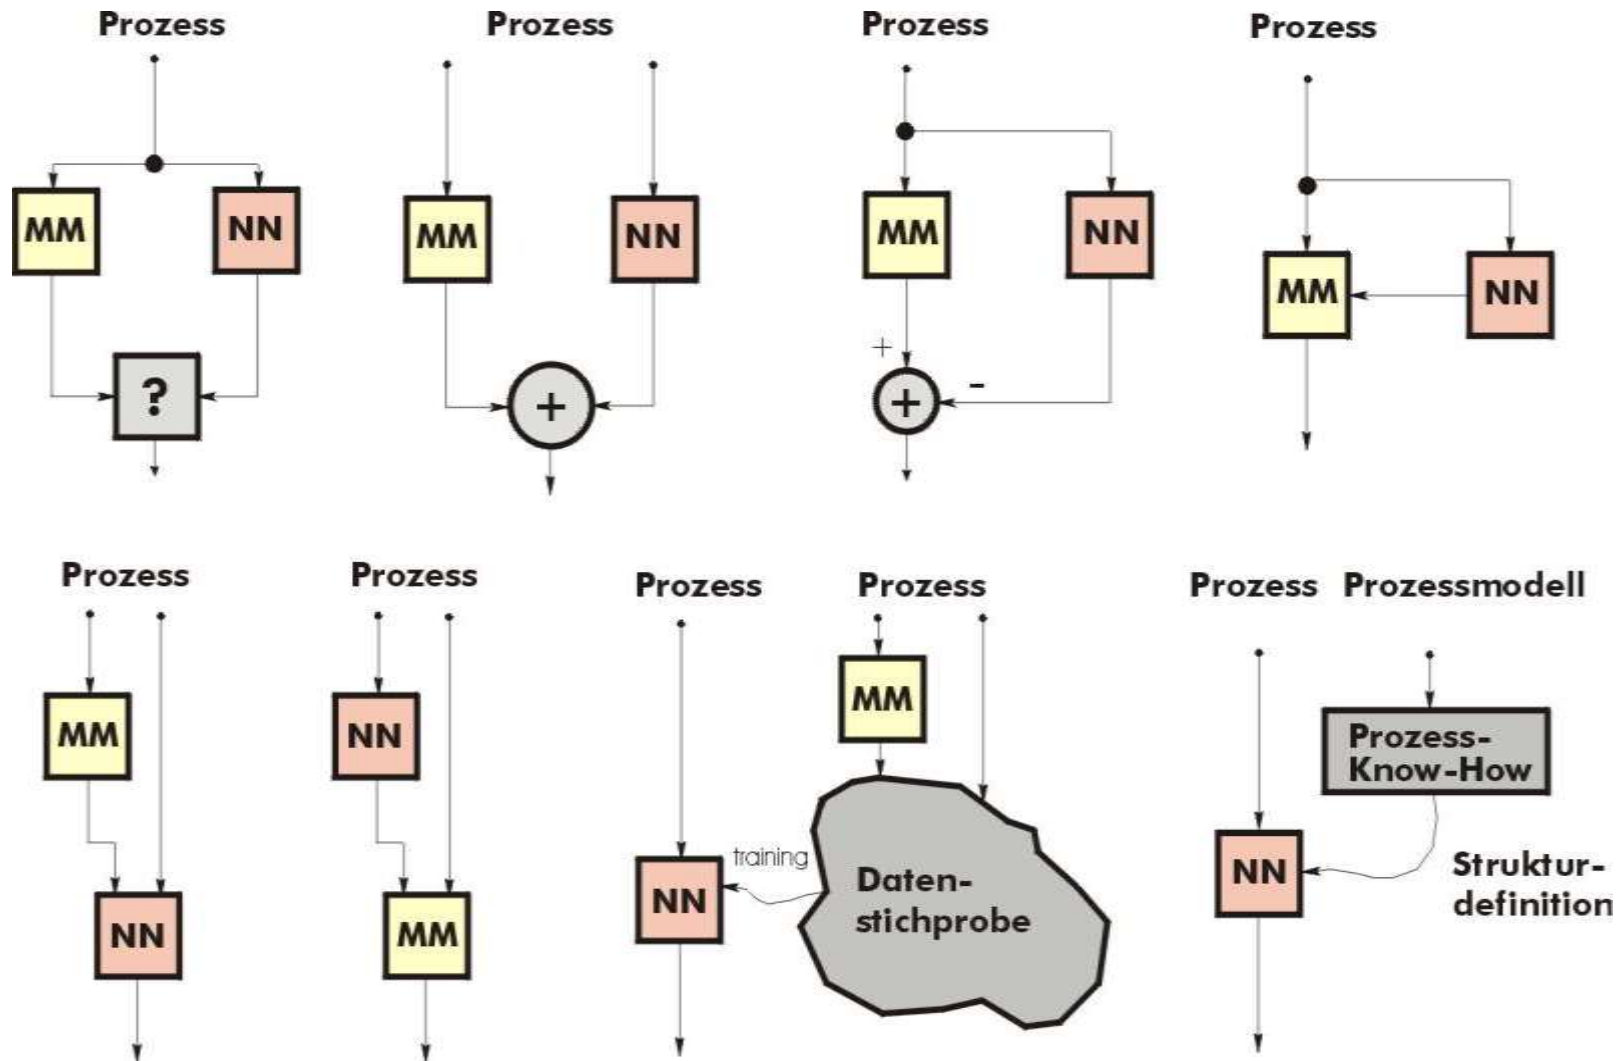 Prozess
Prozess
Prozess
Prozess
MM
NN
?
MM
NN
+
MM
NN
+
+
-
MM
NN
Prozess
MM
NN
Prozess
NN
MM
Prozess
Prozess
MM
training
NN
Daten-
stichprobe
Prozess
Prozessmodell
Prozess-
Know-How
NN
Struktur-
definition